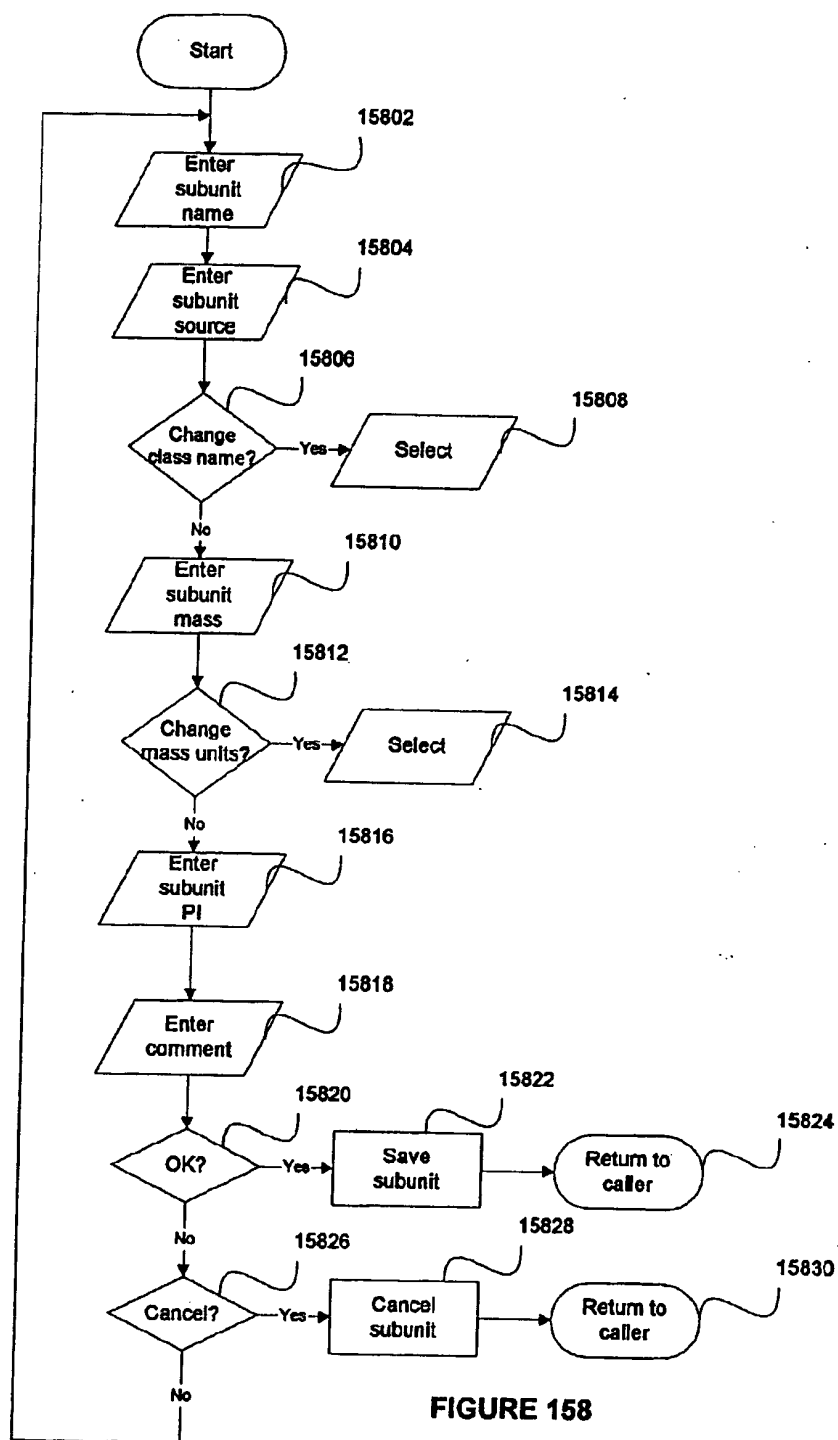 Start
15802
Enter
subunit
name
15804
Enter
subunit
source
15806
Change
class name?
Yes
15808
Select
No
15810
Enter
subunit
mass
15812
Change
mass units?
Yes
15814
Select
No
15816
Enter
subunit
PI
15818
Enter
comment
15820
OK?
Yes
15822
Save
subunit
15824
Return to
caller
No
15826
Cancel?
Yes
15828
Cancel
subunit
15830
Return to
caller
No
FIGURE 158